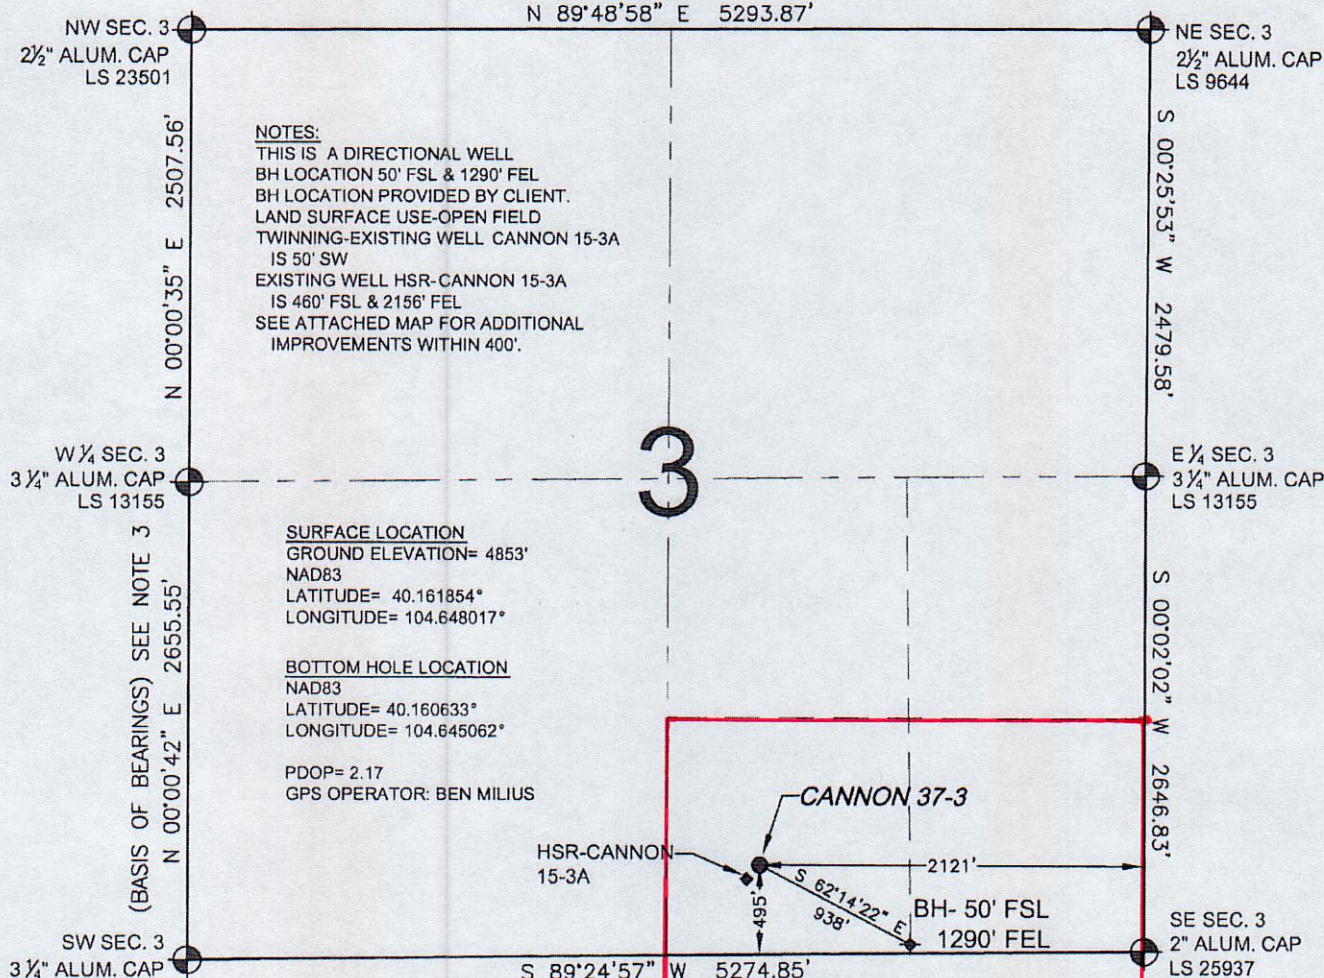 N 89°48'58" E 5293.87'
NW SEC. 3
2½" ALUM. CAP
LS 23501
NE SEC. 3
2½" ALUM. CAP
LS 9644
N 00°00'35" E 2507.56'
S 00°25'53" W 2479.58'
NOTES:
THIS IS A DIRECTIONAL WELL
BH LOCATION 50' FSL & 1290' FEL
BH LOCATION PROVIDED BY CLIENT.
LAND SURFACE USE-OPEN FIELD
TWINNING-EXISTING WELL CANNON 15-3A
IS 50' SW
EXISTING WELL HSR-CANNON 15-3A
IS 460' FSL & 2156' FEL
SEE ATTACHED MAP FOR ADDITIONAL
IMPROVEMENTS WITHIN 400'.
W ¼ SEC. 3
3 ¼" ALUM. CAP
LS 13155
3
E ¼ SEC. 3
3 ¼" ALUM. CAP
LS 13155
(BASIS OF BEARINGS) SEE NOTE 3
N 00°00'42" E 2655.55'
S 00°02'02" W 2646.83'
SURFACE LOCATION
GROUND ELEVATION= 4853'
NAD83
LATITUDE= 40.161854°
LONGITUDE= 104.648017°
BOTTOM HOLE LOCATION
NAD83
LATITUDE= 40.160633°
LONGITUDE= 104.645062°
PDOP= 2.17
GPS OPERATOR: BEN MILIUS
CANNON 37-3
HSR-CANNON
15-3A
2121'
495'
S 62°14'22" E
938'
BH- 50' FSL
1290' FEL
SW SEC. 3
3 ¼" ALUM. CAP
SE SEC. 3
2" ALUM. CAP
LS 25937
S 89°24'57" W 5274.85'